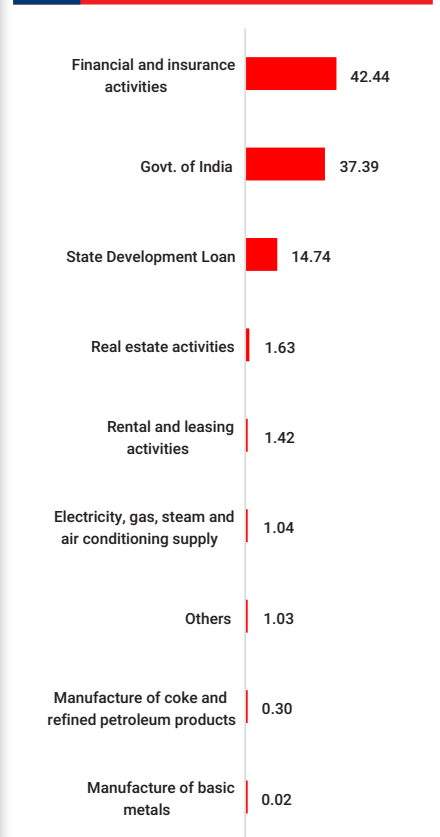 Financial and insurance
activities
42.44
Govt. of India
37.39
State Development Loan
14.74
Real estate activities
1.63
Rental and leasing
activities
1.42
Electricity, gas, steam and
air conditioning supply
1.04
Others
1.03
Manufacture of coke and
refined petroleum products
0.30
Manufacture of basic
metals
0.02